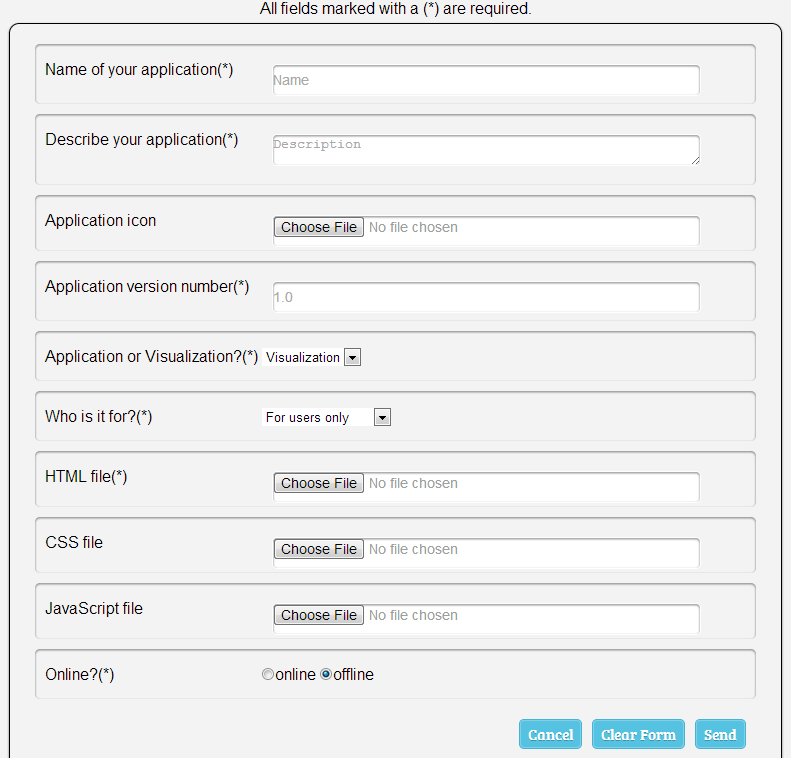 All fields marked with a (*) are required.
Name of your application(*)
Name
Describe your application(*)
Description
Application icon
Choose File No file chosen
Application version number(*)
1.0
Application or Visualization?(*) Visualization
Who is it for?(*) For users only
HTML file(*)
Choose File No file chosen
CSS file
Choose File No file chosen
JavaScript file
Choose File No file chosen
Online?(*) online offline
Cancel Clear Form Send